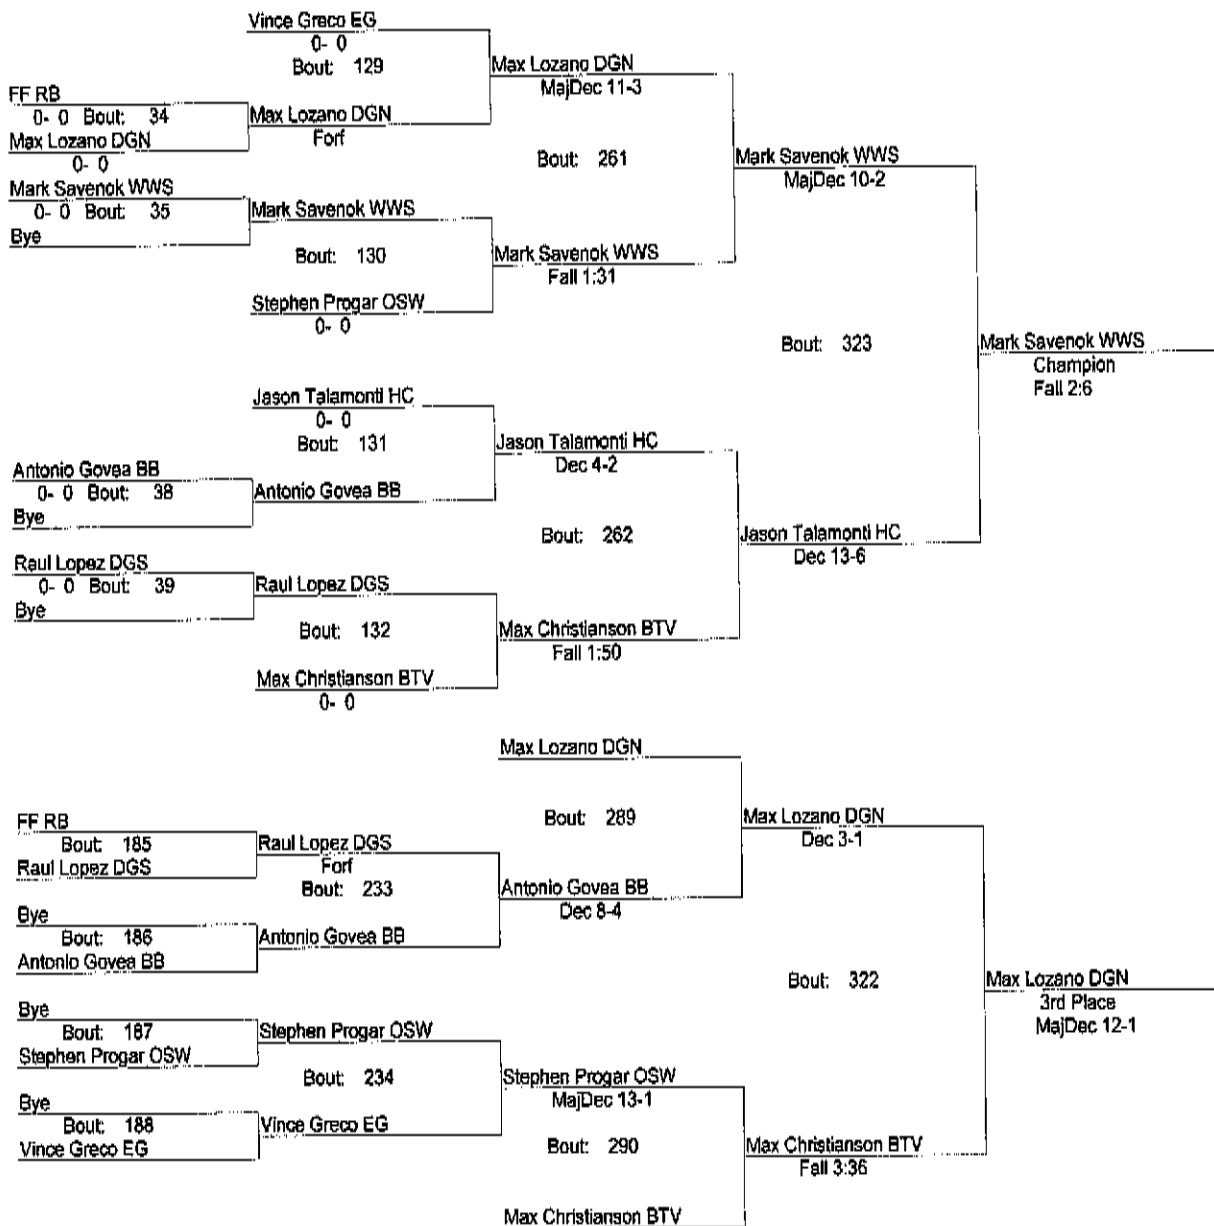 Vince Greco EG
0- 0
Bout: 129
Max Lozano DGN
MajDec 11-3
FF RB
0- 0 Bout: 34
Max Lozano DGN
Forf
Max Lozano DGN
0- 0
Bout: 261
Mark Savenok WWS
MajDec 10-2
Mark Savenok WWS
0- 0 Bout: 35
Mark Savenok WWS
Bye
Bout: 130
Mark Savenok WWS
Fall 1:31
Stephen Progar OSW
0- 0
Bout: 323
Mark Savenok WWS
Champion
Fall 2:6
Jason Talamonti HC
0- 0
Bout: 131
Jason Talamonti HC
Dec 4-2
Antonio Govea BB
0- 0 Bout: 38
Antonio Govea BB
Bye
Bout: 262
Jason Talamonti HC
Dec 13-6
Raul Lopez DGS
0- 0 Bout: 39
Raul Lopez DGS
Bye
Bout: 132
Max Christianson BTV
Fall 1:50
Max Christianson BTV
0- 0
Max Lozano DGN
Bout: 289
Max Lozano DGN
Dec 3-1
FF RB
Bout: 185
Raul Lopez DGS
Forf
Raul Lopez DGS
Bout: 233
Antonio Govea BB
Dec 8-4
Bye
Bout: 186
Antonio Govea BB
Antonio Govea BB
Bout: 322
Max Lozano DGN
3rd Place
MajDec 12-1
Bye
Bout: 187
Stephen Progar OSW
Stephen Progar OSW
Bout: 234
Stephen Progar OSW
MajDec 13-1
Bye
Bout: 188
Vince Greco EG
Vince Greco EG
Bout: 290
Max Christianson BTV
Fall 3:36
Max Christianson BTV